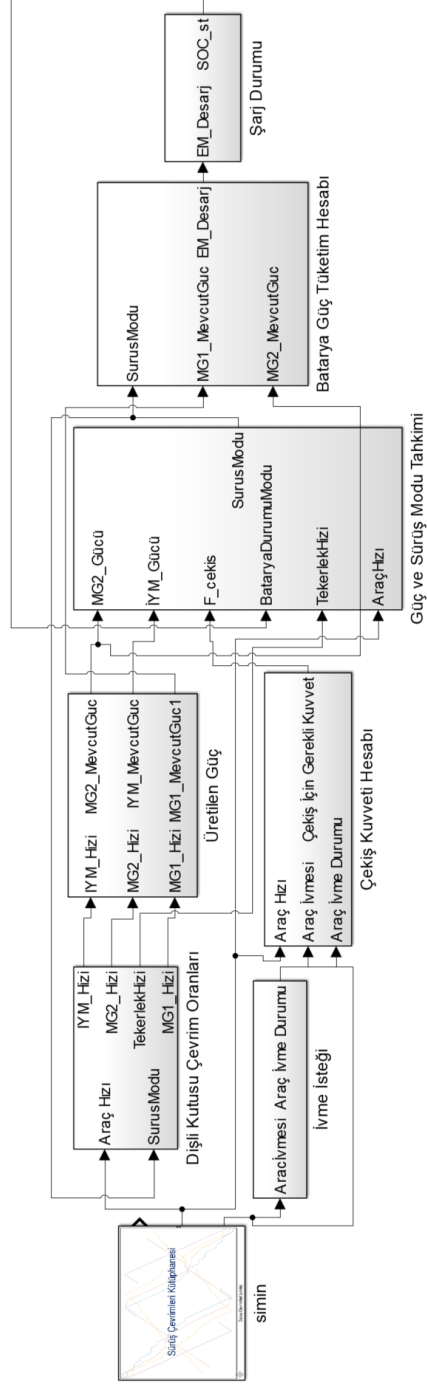 Sürüş Çevrimleri Kütüphanesi
simin
Araç Hızı
SurusModu
IYM_Hizi
MG2_Hizi
TekerlekHizi
MG1_Hizi
Dişli Kutusu Çevrim Oranları
Aracİvmesi Araç İvme Durumu
İvme İsteği
IYM_Hizi MG2_MevcutGuc
MG2_Hizi IYM_MevcutGuc
MG1_Hizi MG1_MevcutGuc1
Üretilen Güç
Araç Hızı
Araç İvmesi Çekiş İçin Gerekli Kuvvet
Araç İvme Durumu
Çekiş Kuvveti Hesabı
MG2_Gücü
İYM_Gücü
F_cekis
SurusModu
BataryaDurumuModu
TekerlekHizi
AraçHızı
Güç ve Sürüş Modu Tahkimi
SurusModu
MG1_MevcutGuc EM_Desarj
MG2_MevcutGuc
Batarya Güç Tüketim Hesabı
EM_Desarj SOC_st
Şarj Durumu